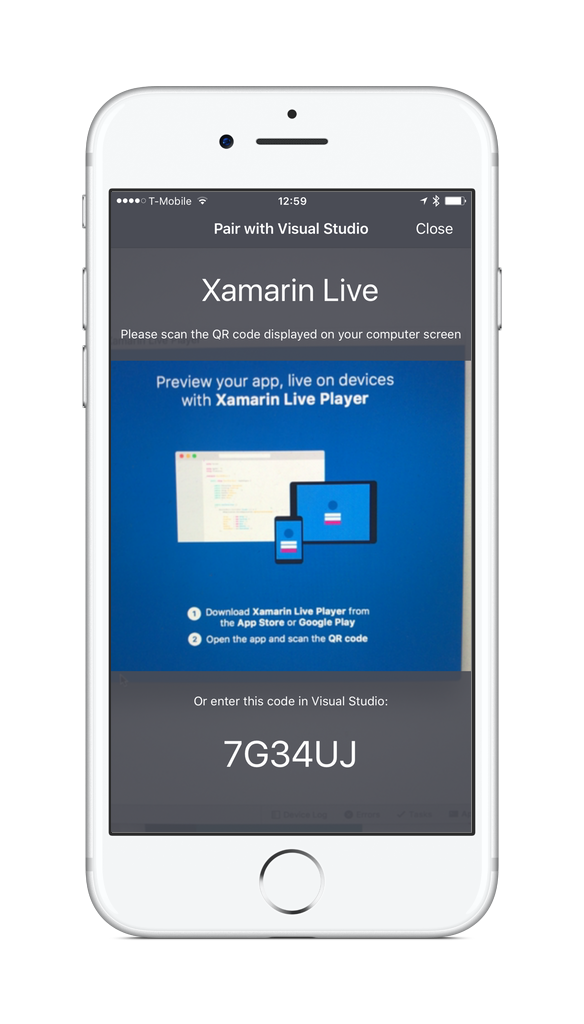 T-Mobile 12:59
Pair with Visual Studio Close
Xamarin Live
Please scan the QR code displayed on your computer screen
Preview your app, live on devices
with Xamarin Live Player
1 Download Xamarin Live Player from
the App Store or Google Play
2 Open the app and scan the QR code
Or enter this code in Visual Studio:
7G34UJ